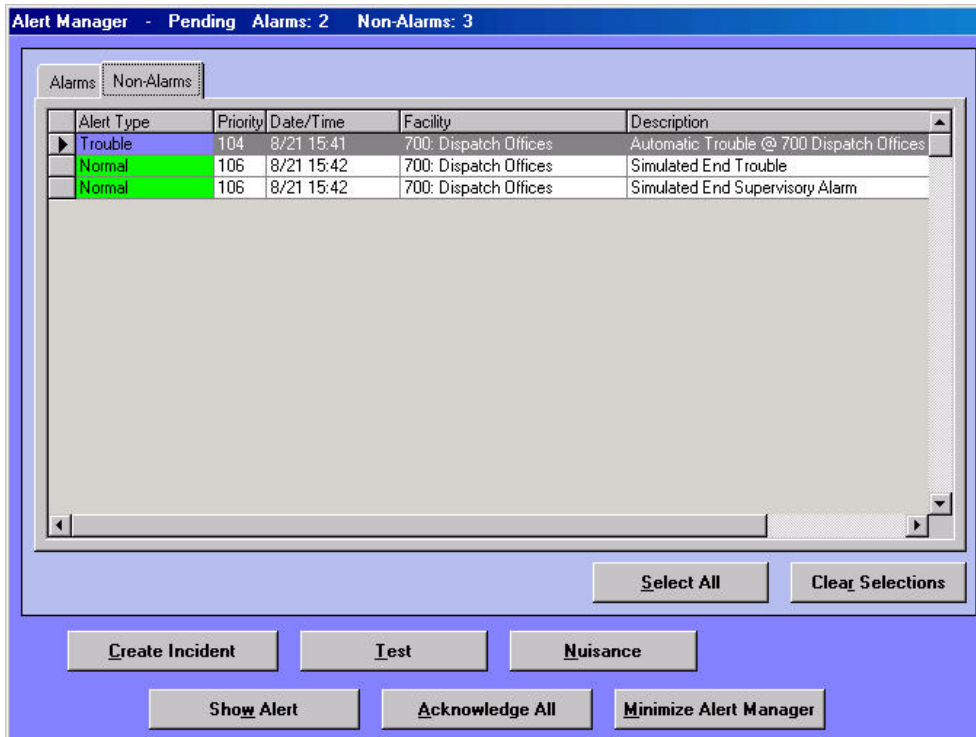 Alert Manager - Pending Alarms: 2 Non-Alarms: 3
Alarms Non-Alarms
Alert Type Priority Date/Time Facility Description
Trouble 104 8/21 15:41 700: Dispatch Offices Automatic Trouble @ 700 Dispatch Offices
Normal 106 8/21 15:42 700: Dispatch Offices Simulated End Trouble
Normal 106 8/21 15:42 700: Dispatch Offices Simulated End Supervisory Alarm
Select All Clear Selections
Create Incident Test Nuisance
Show Alert Acknowledge All Minimize Alert Manager